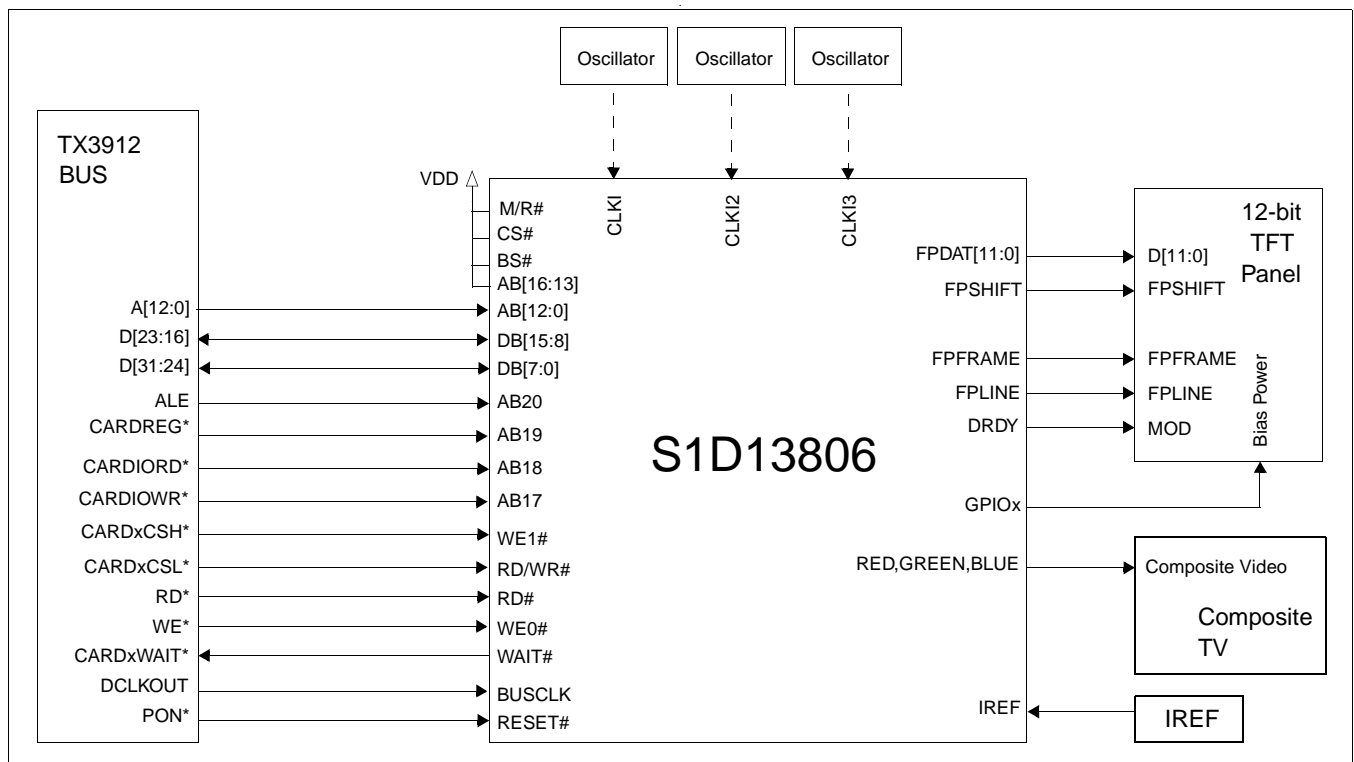 Oscillator
Oscillator
Oscillator
TX3912
BUS
VDD
M/R#
CS#
BS#
AB[16:13]
CLKI
CLKI2
CLKI3
A[12:0]
AB[12:0]
D[23:16]
DB[15:8]
D[31:24]
DB[7:0]
ALE
AB20
CARDREG*
AB19
CARDIORD*
AB18
CARDIOWR*
AB17
CARDxCSH*
WE1#
CARDxCSL*
RD/WR#
RD*
RD#
WE*
WE0#
CARDxWAIT*
WAIT#
DCLKOUT
BUSCLK
PON*
RESET#
S1D13806
FPDAT[11:0]
FPSHIFT
FPFRAME
FPLINE
DRDY
GPIOx
RED,GREEN,BLUE
IREF
12-bit
TFT
Panel
D[11:0]
FPSHIFT
FPFRAME
FPLINE
MOD
Bias Power
Composite Video
Composite
TV
IREF